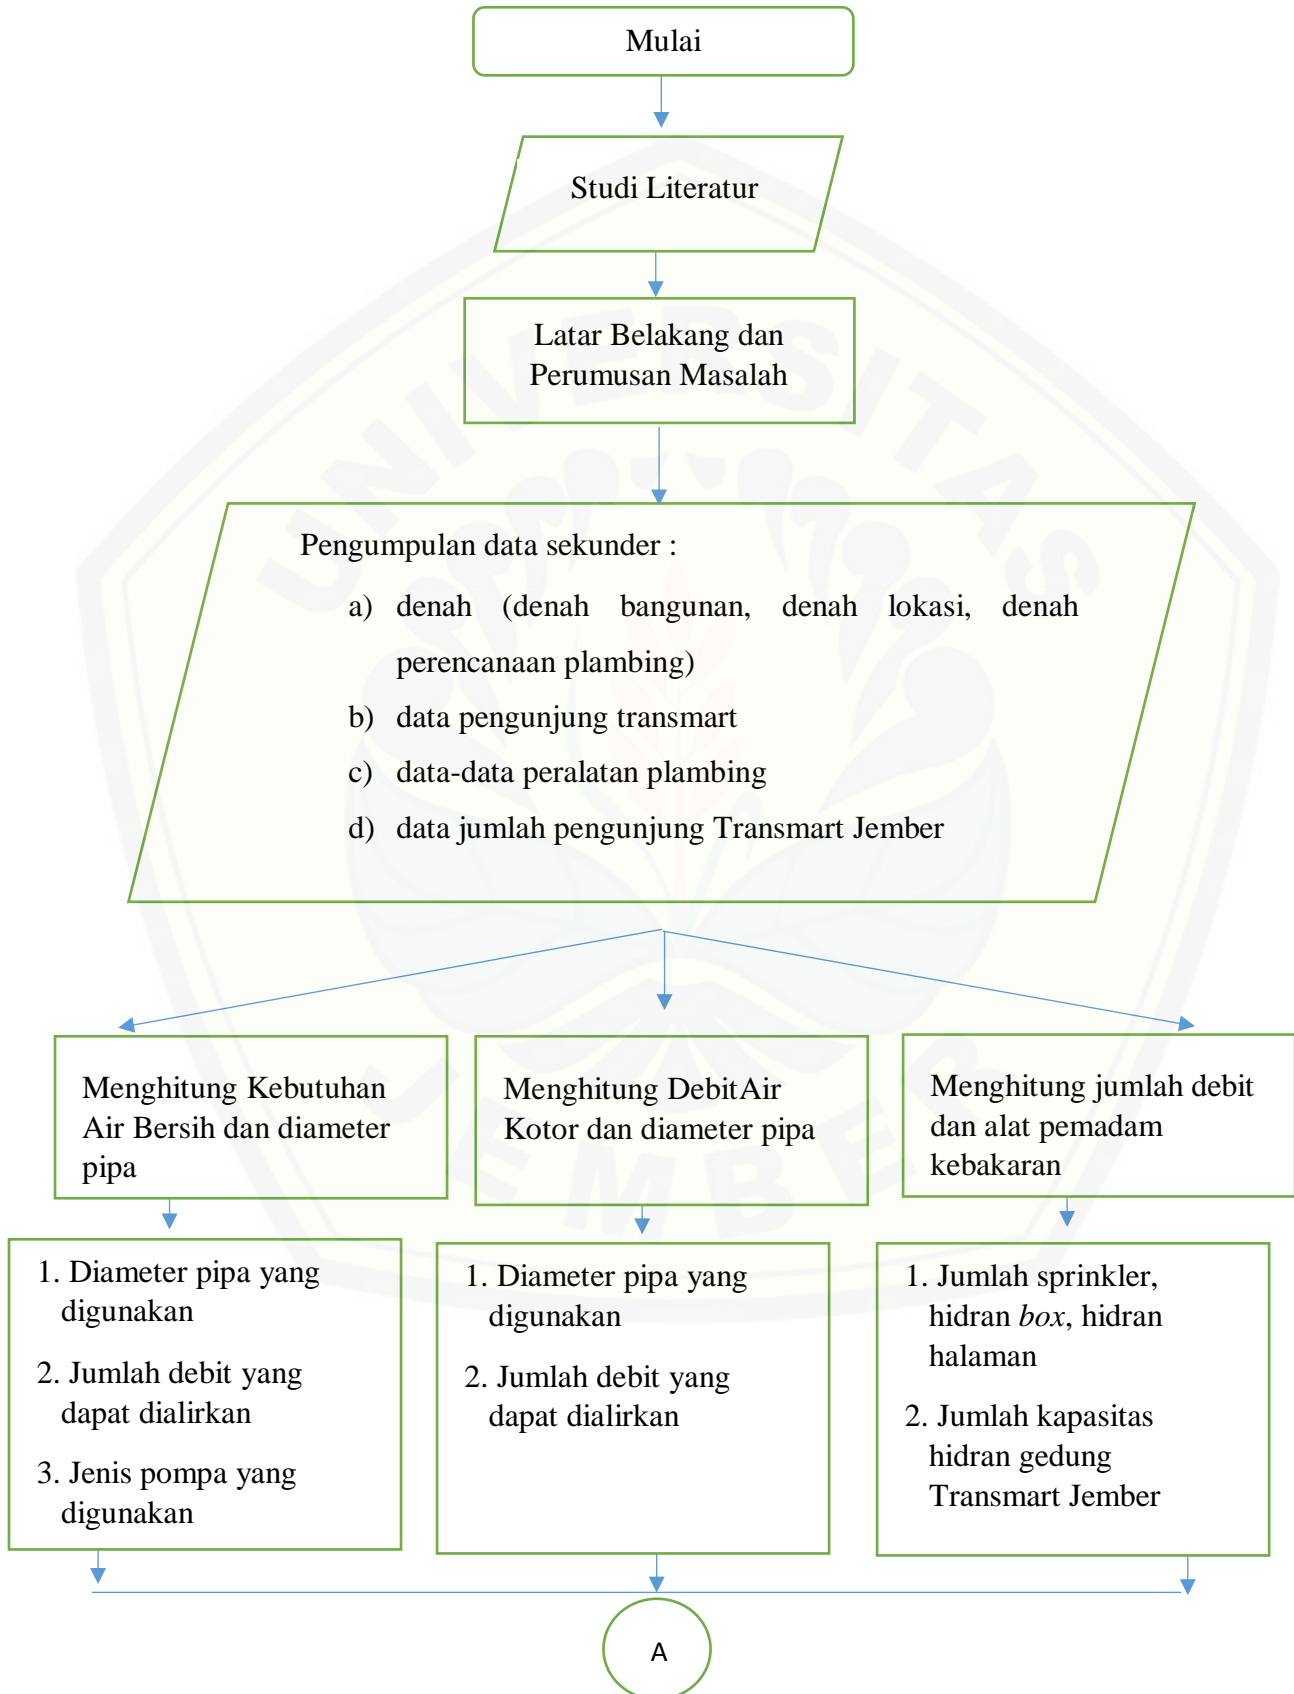 Mulai
Studi Literatur
Latar Belakang dan
Perumusan Masalah
Pengumpulan data sekunder :
a) denah (denah bangunan, denah lokasi, denah
perencanaan plambing)
b) data pengunjung transmart
c) data-data peralatan plambing
d) data jumlah pengunjung Transmart Jember
Menghitung Kebutuhan
Air Bersih dan diameter
pipa
Menghitung DebitAir
Kotor dan diameter pipa
Menghitung jumlah debit
dan alat pemadam
kebakaran
1. Diameter pipa yang
digunakan
2. Jumlah debit yang
dapat dialirkan
3. Jenis pompa yang
digunakan
1. Diameter pipa yang
digunakan
2. Jumlah debit yang
dapat dialirkan
1. Jumlah sprinkler,
hidran box, hidran
halaman
2. Jumlah kapasitas
hidran gedung
Transmart Jember
A
UNIVERSITAS
JEMBER